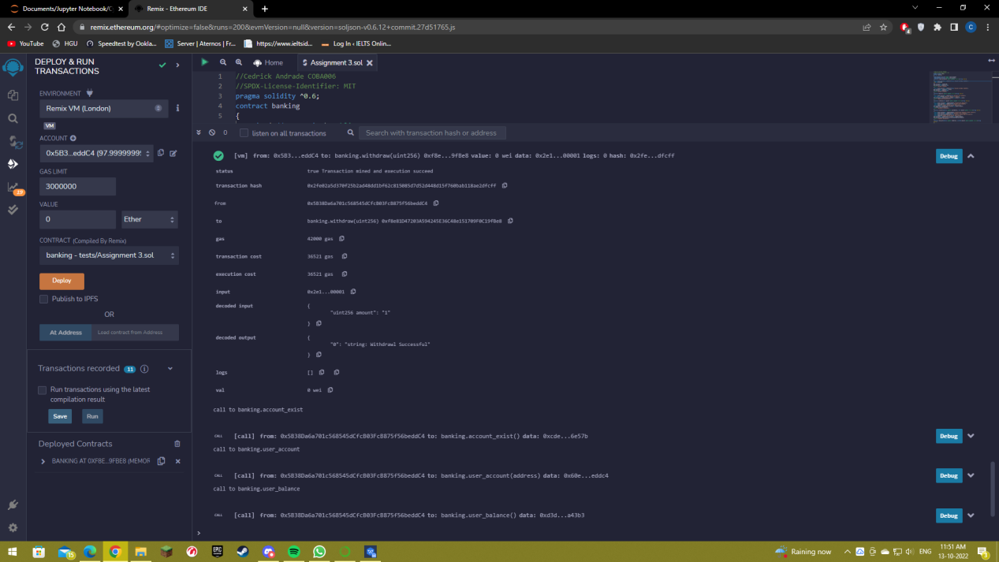 Documents/Jupyter Notebook/C
Remix - Ethereum IDE
remix.ethereum.org/#optimize=false&runs=200&evmVersion=null&version=soljson-v0.6.12+commit.27d51765.js
YouTube
HGU
Speedtest by Ookla...
Server | Aternos | Fr...
https://www.ieltsid...
Log In ‹ IELTS Onlin...
DEPLOY & RUN
TRANSACTIONS
ENVIRONMENT
Remix VM (London)
VM
ACCOUNT
0x5B3...eddC4 (97.99999999
GAS LIMIT
3000000
VALUE
0
Ether
CONTRACT (Compiled By Remix)
banking - tests/Assignment 3.sol
Deploy
Publish to IPFS
OR
At Address
Load contract from Address
Transactions recorded 11
Run transactions using the latest
compilation result
Save
Run
Deployed Contracts
BANKING AT 0XF8E...9FBE8 (MEMOR
19
Home
Assignment 3.sol
1 //Cedrick Andrade COBA006
2 //SPDX-License-Identifier: MIT
3 pragma solidity ^0.6;
4 contract banking
5 {
0
listen on all transactions
Search with transaction hash or address
[vm] from: 0x5B3...eddC4 to: banking.withdraw(uint256) 0xf8e...9fBe8 value: 0 wei data: 0x2e1...00001 logs: 0 hash: 0x2fe...dfcff
Debug
status true Transaction mined and execution succeed
transaction hash
from 0x5B38Da6a701c568545dCfcB03FcB875f56beddC4
to
gas 42000 gas
transaction cost 36521 gas
execution cost 36521 gas
input 0x2e1...00001
decoded input {
"uint256 amount": "1"
}
decoded output {
"0": "string: Withdrawl Successful"
}
logs []
val 0 wei
call to banking.account_exist
CALL [call] from: 0x5B38Da6a701c568545dCfcB03FcB875f56beddC4 to: banking.account_exist() data: 0xcde...6e57b
Debug
call to banking.user_account
CALL [call] from: 0x5B38Da6a701c568545dCfcB03FcB875f56beddC4 to: banking.user_account(address) data: 0x60e...eddc4
Debug
call to banking.user_balance
CALL [call] from: 0x5B38Da6a701c568545dCfcB03FcB875f56beddC4 to: banking.user_balance() data: 0xd3d...a43b3
Debug
>
15
EPIC
GAMES
Raining now
ENG
11:51 AM
13-10-2022
3